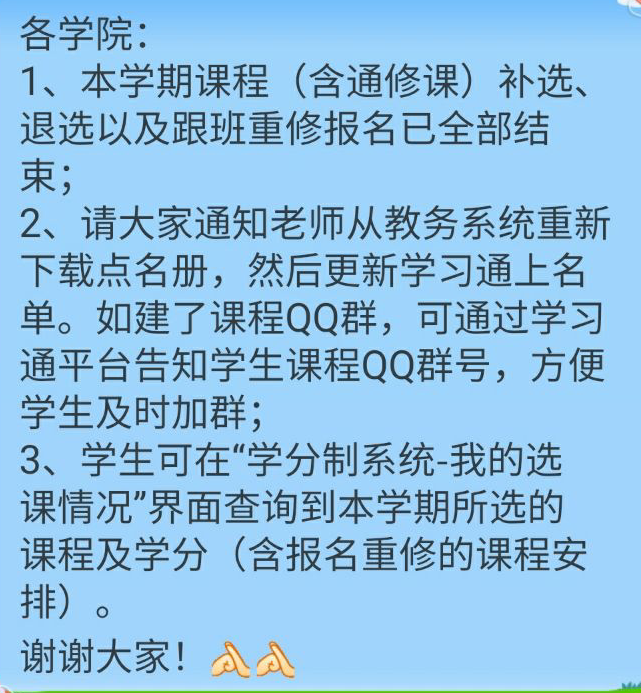 各学院：
1、本学期课程（含通修课）补选、
退选以及跟班重修报名已全部结
束；
2、请大家通知老师从教务系统重新
下载点名册，然后更新学习通上名
单。如建了课程QQ群，可通过学习
通平台告知学生课程QQ群号，方便
学生及时加群；
3、学生可在“学分制系统-我的选
课情况”界面查询到本学期所选的
课程及学分（含报名重修的课程安
排）。
谢谢大家！